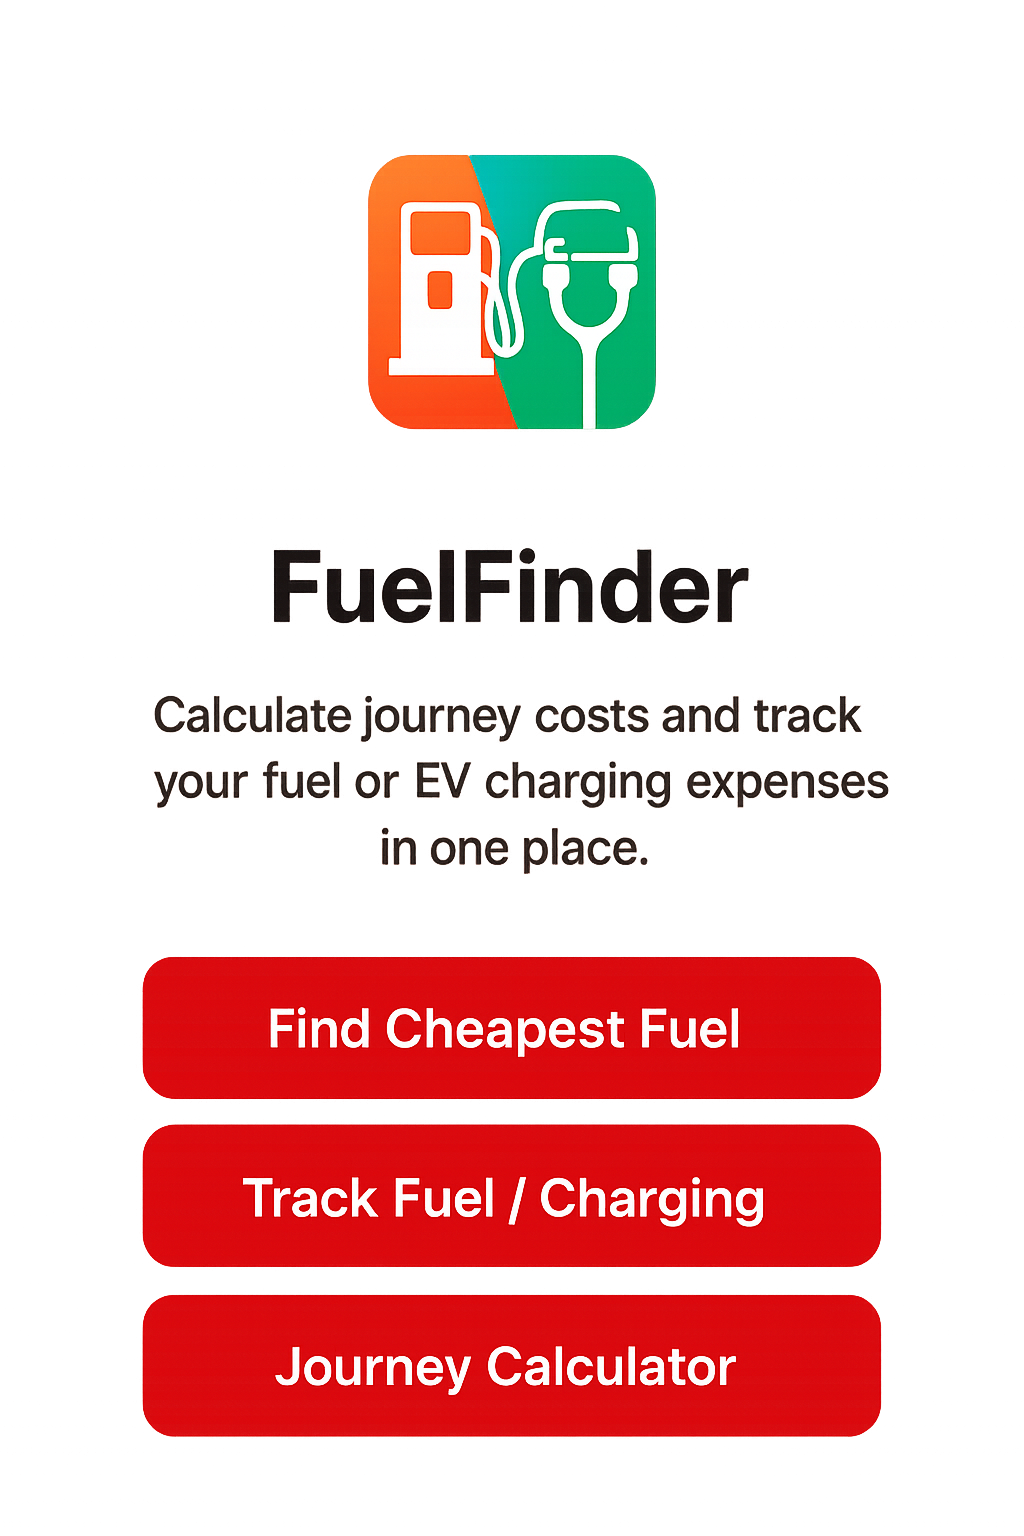 FuelFinder
Calculate journey costs and track
your fuel or EV charging expenses
in one place.
Find Cheapest Fuel
Track Fuel / Charging
Journey Calculator